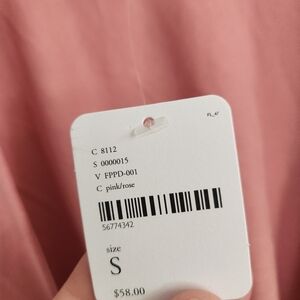 C 8112
S 0000015
V FPPD-001
C pink/rose
56774342
size
S
$58.00